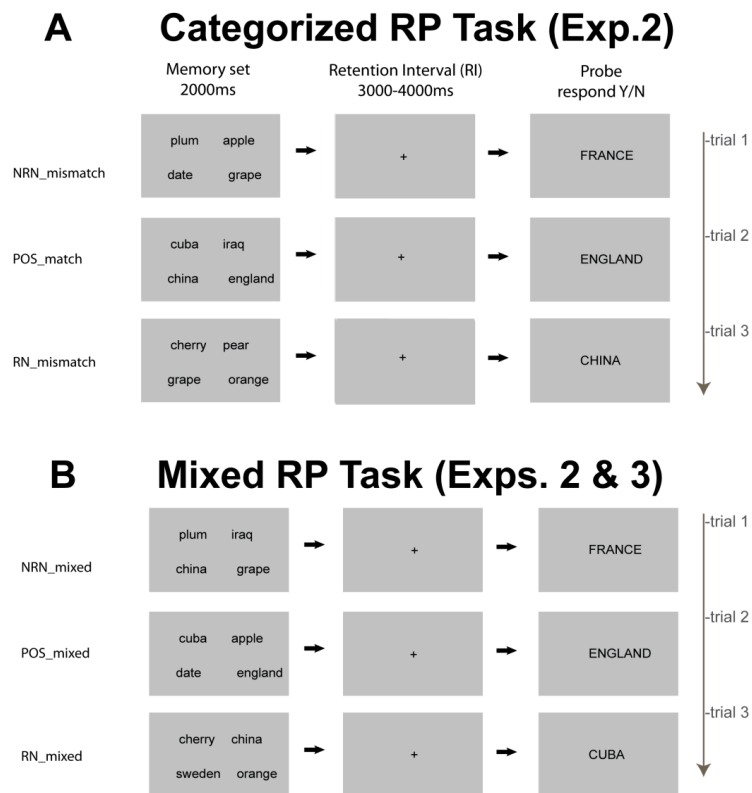 A Categorized RP Task (Exp.2)
Memory set Retention Interval (RI) Probe
2000ms 3000-4000ms respond Y/N
plum apple
NRN_mismatch + FRANCE -trial 1
date grape
cuba iraq -trial 2
POS_match + ENGLAND
china england
cherry pear -trial 3
RN_mismatch + CHINA
grape orange
B Mixed RP Task (Exps. 2 & 3)
plum iraq -trial 1
NRN_mixed + FRANCE
china grape
cuba apple -trial 2
POS_mixed + ENGLAND
date england
cherry china -trial 3
RN_mixed + CUBA
sweden orange